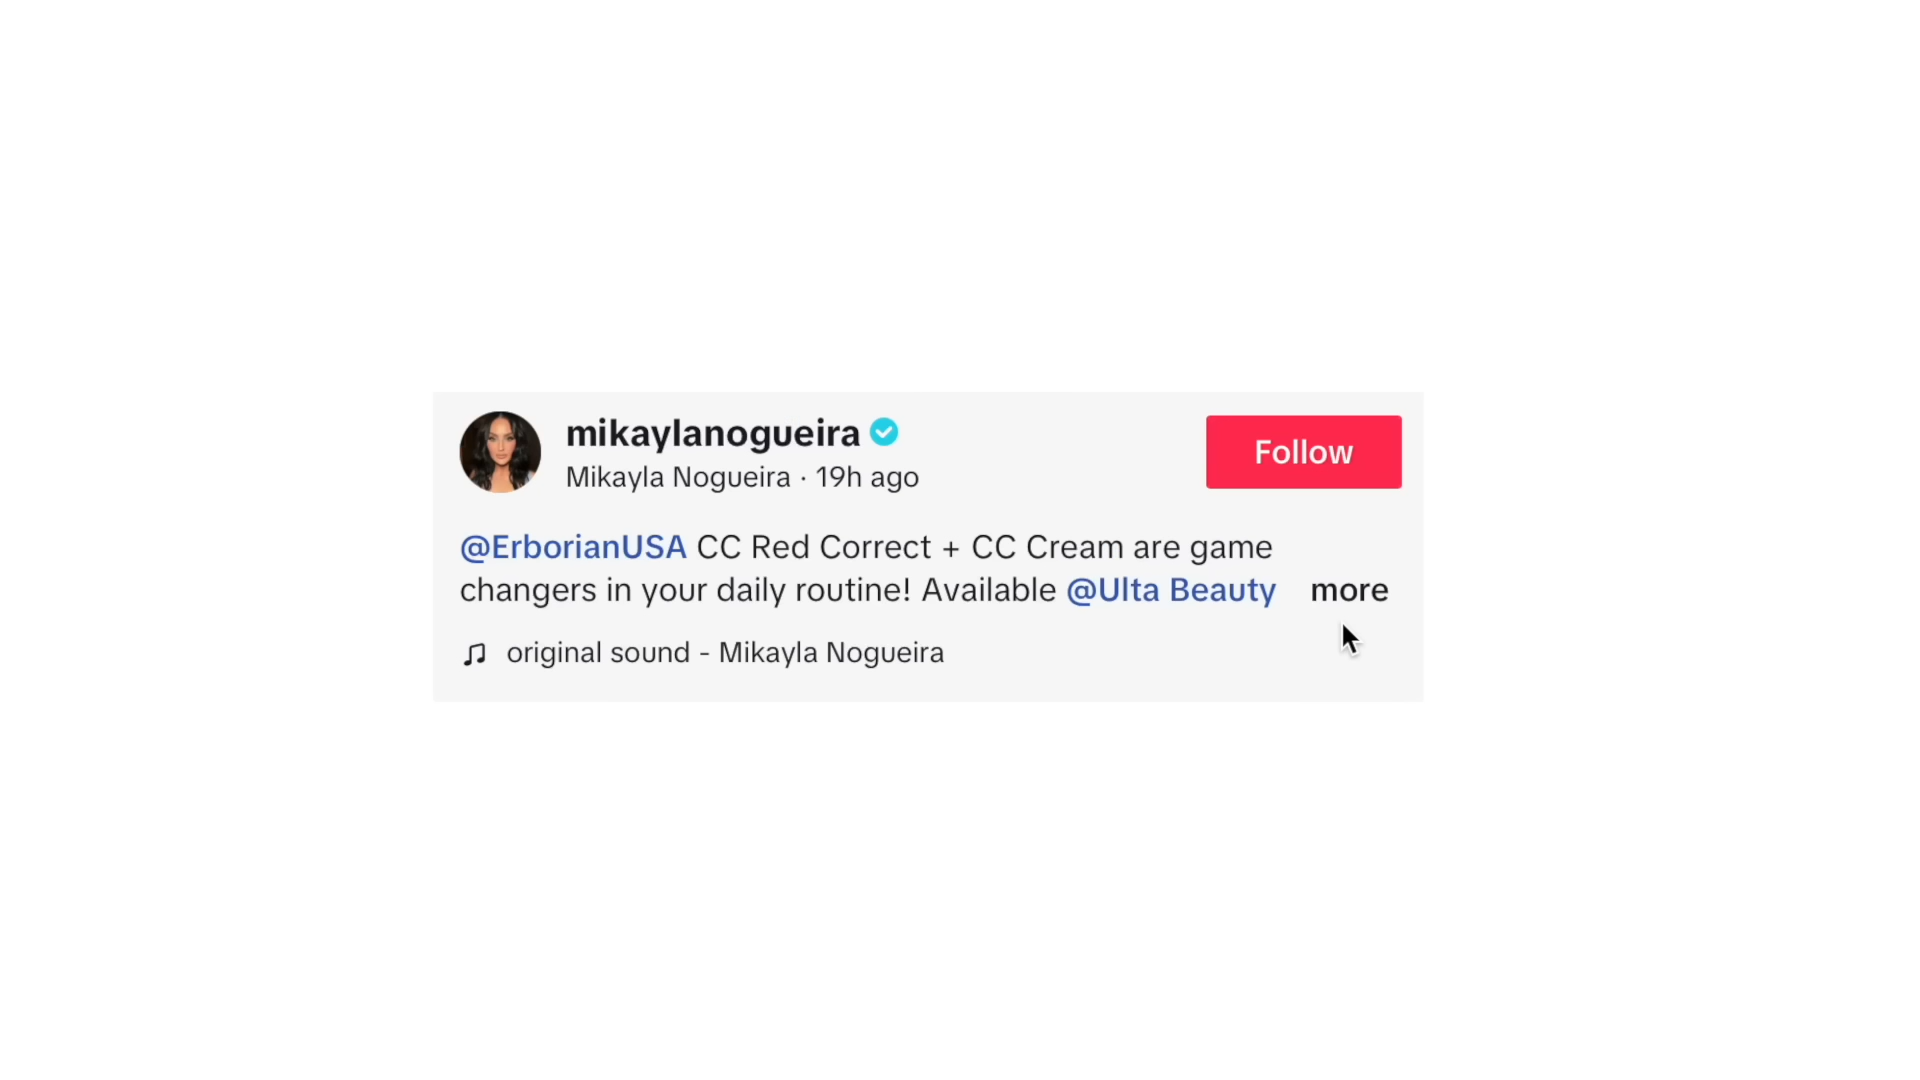 mikaylanogueira
Mikayla Nogueira · 19h ago
Follow
@ErborianUSA CC Red Correct + CC Cream are game
changers in your daily routine! Available @Ulta Beauty more
original sound - Mikayla Nogueira